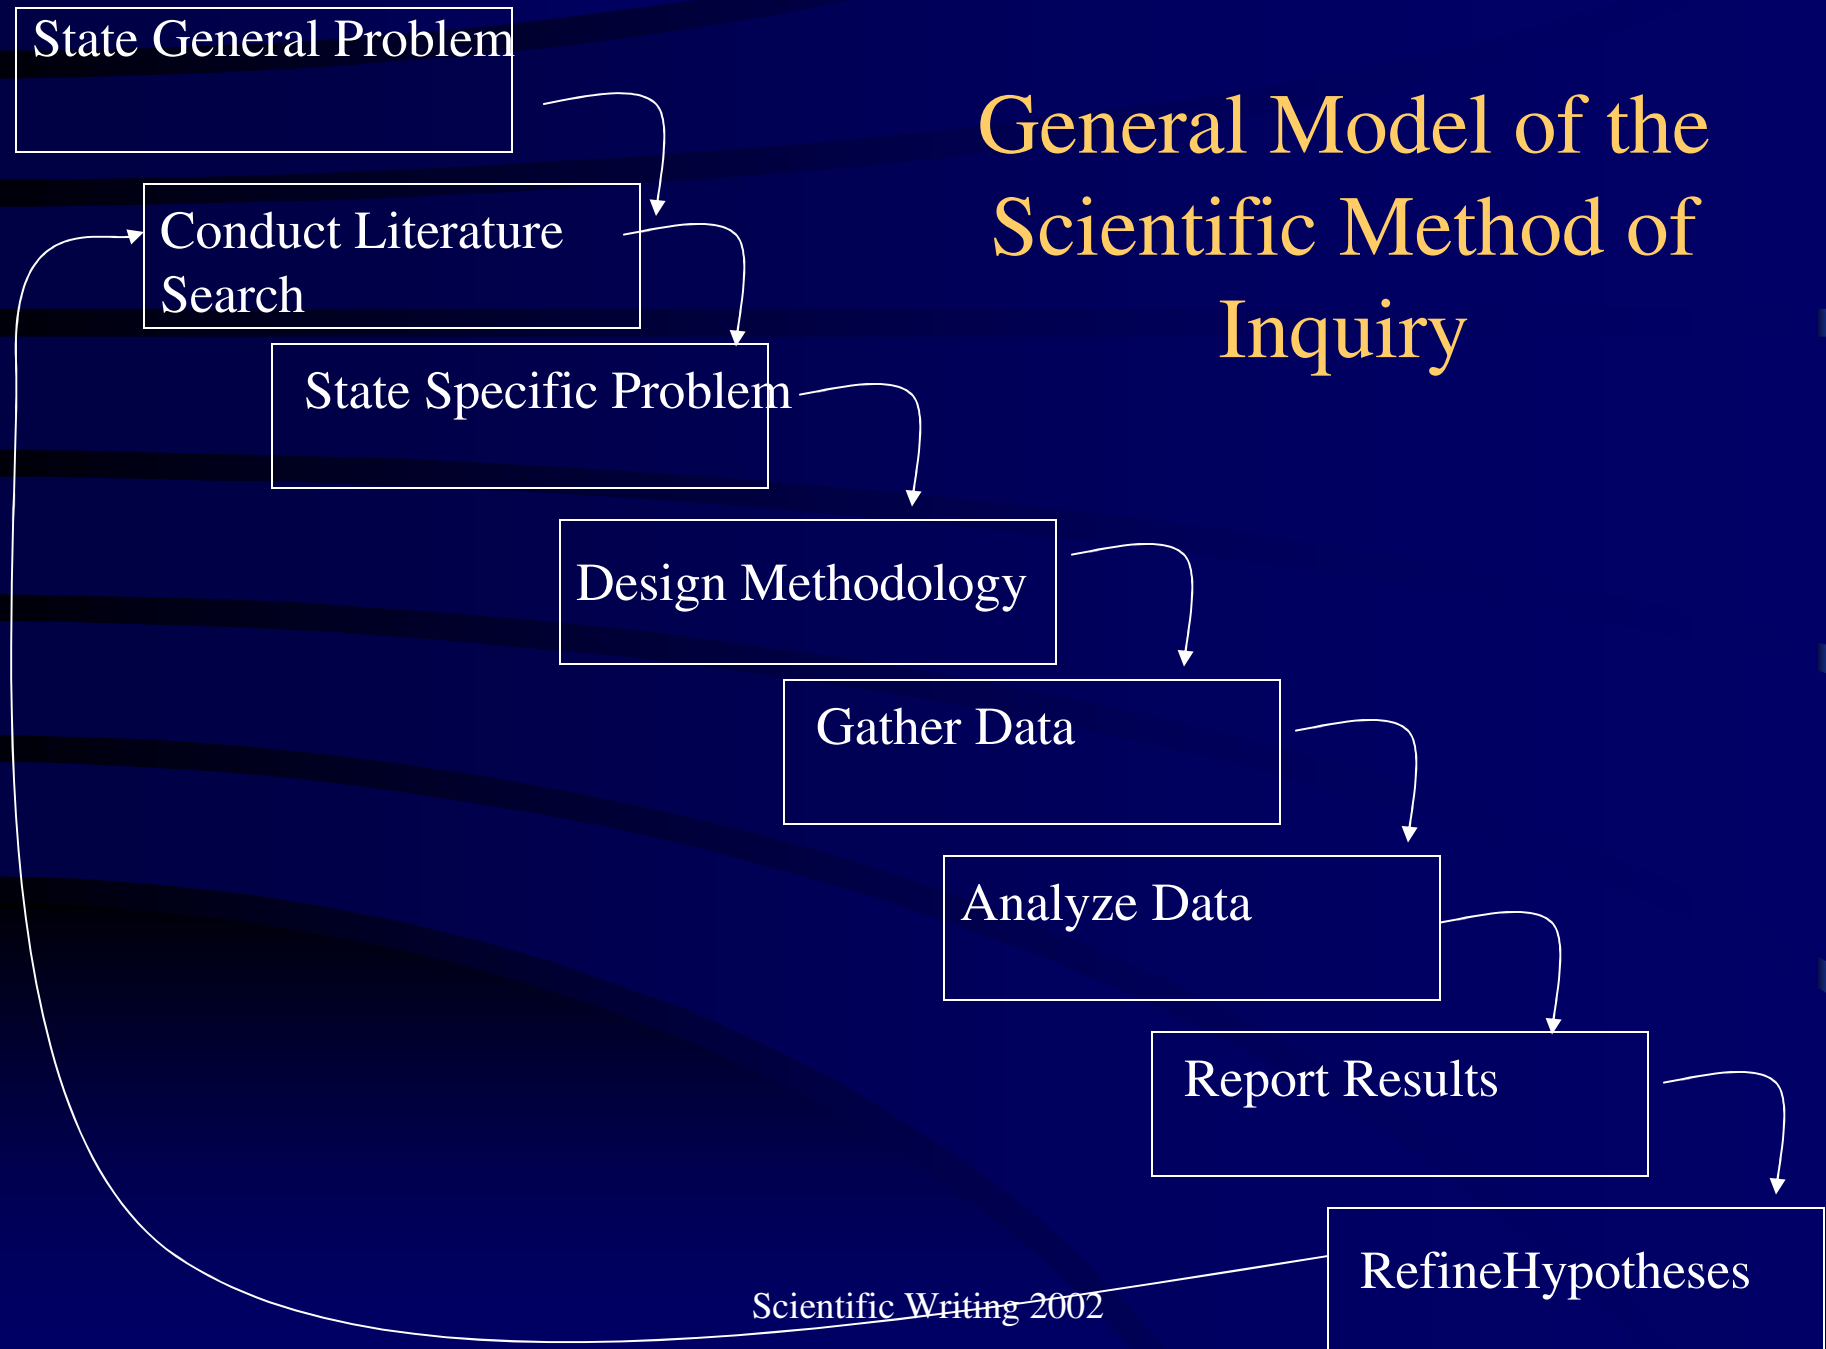 State General Problem
General Model of the
Scientific Method of
Inquiry
Conduct Literature
Search
State Specific Problem
Design Methodology
Gather Data
Analyze Data
Report Results
RefineHypotheses
Scientific Writing 2002